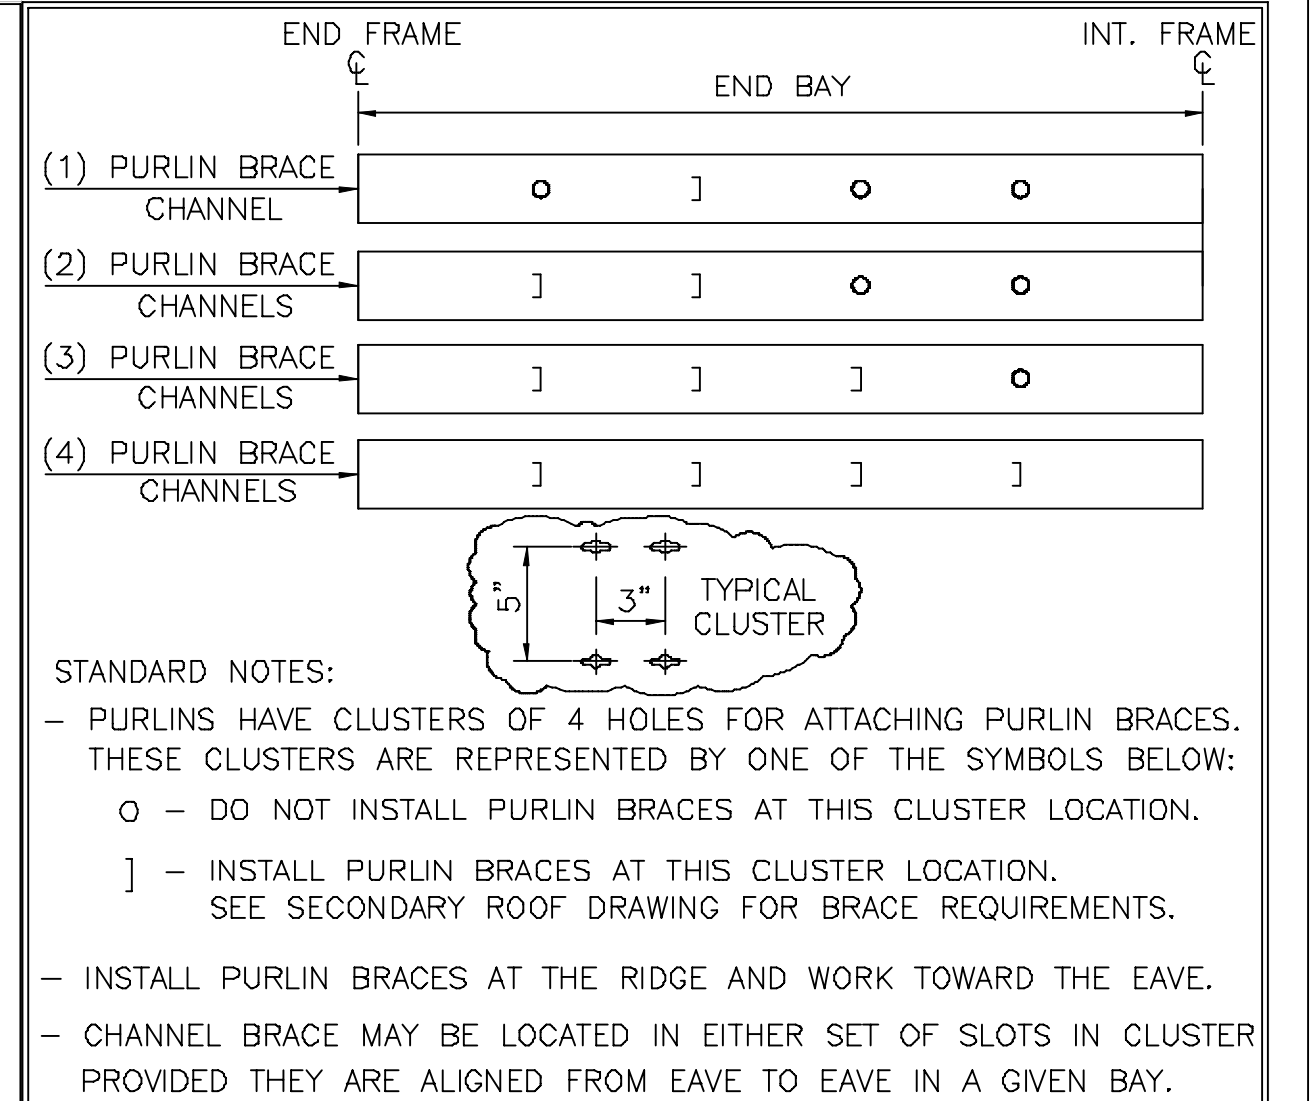 END FRAME
INT. FRAME
℄
℄
END BAY
(1) PURLIN BRACE
CHANNEL
(2) PURLIN BRACE
CHANNELS
(3) PURLIN BRACE
CHANNELS
(4) PURLIN BRACE
CHANNELS
5"
3"
TYPICAL
CLUSTER
STANDARD NOTES:
- PURLINS HAVE CLUSTERS OF 4 HOLES FOR ATTACHING PURLIN BRACES.
THESE CLUSTERS ARE REPRESENTED BY ONE OF THE SYMBOLS BELOW:
O - DO NOT INSTALL PURLIN BRACES AT THIS CLUSTER LOCATION.
] - INSTALL PURLIN BRACES AT THIS CLUSTER LOCATION.
SEE SECONDARY ROOF DRAWING FOR BRACE REQUIREMENTS.
- INSTALL PURLIN BRACES AT THE RIDGE AND WORK TOWARD THE EAVE.
- CHANNEL BRACE MAY BE LOCATED IN EITHER SET OF SLOTS IN CLUSTER
PROVIDED THEY ARE ALIGNED FROM EAVE TO EAVE IN A GIVEN BAY.